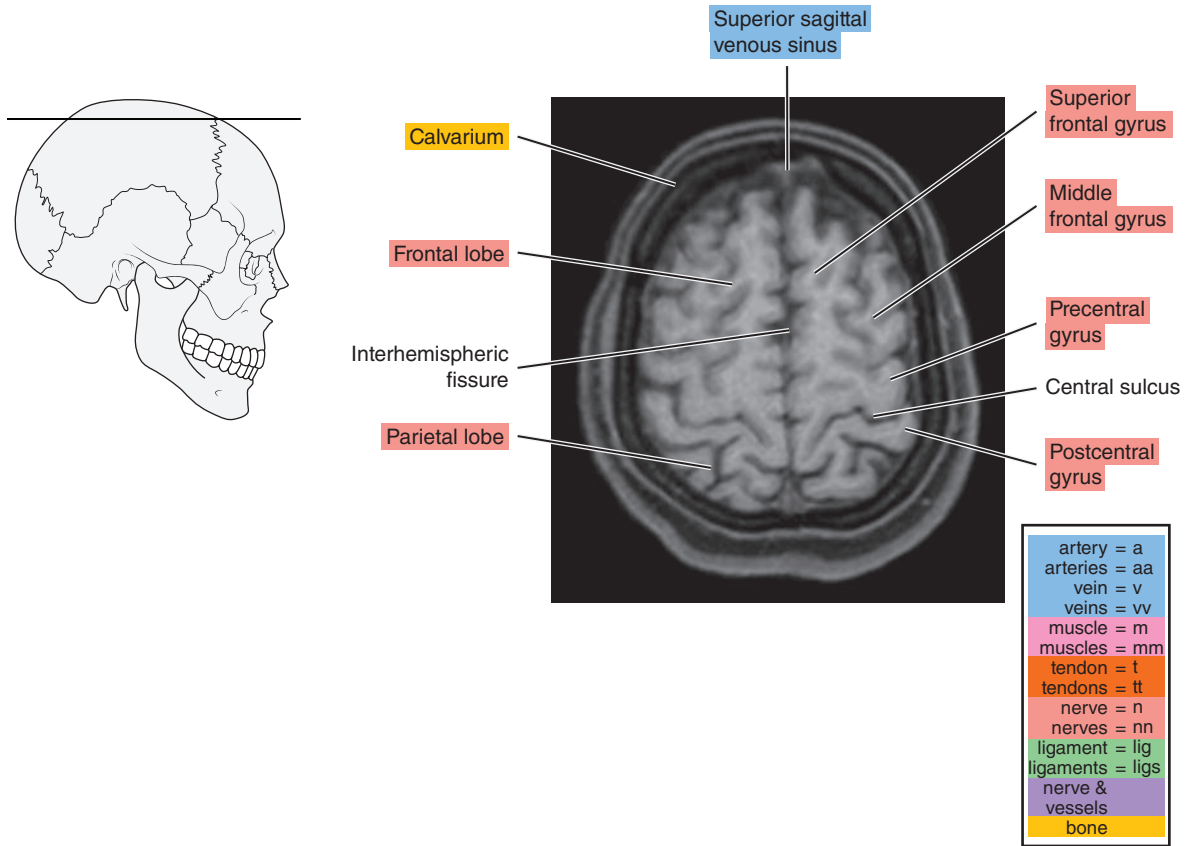 Superior sagittal
venous sinus
Calvarium
Frontal lobe
Interhemispheric
fissure
Parietal lobe
Superior
frontal gyrus
Middle
frontal gyrus
Precentral
gyrus
Central sulcus
Postcentral
gyrus
artery = a
arteries = aa
vein = v
veins = vv
muscle = m
muscles = mm
tendon = t
tendons = tt
nerve = n
nerves = nn
ligament = lig
ligaments = ligs
nerve &
vessels
bone